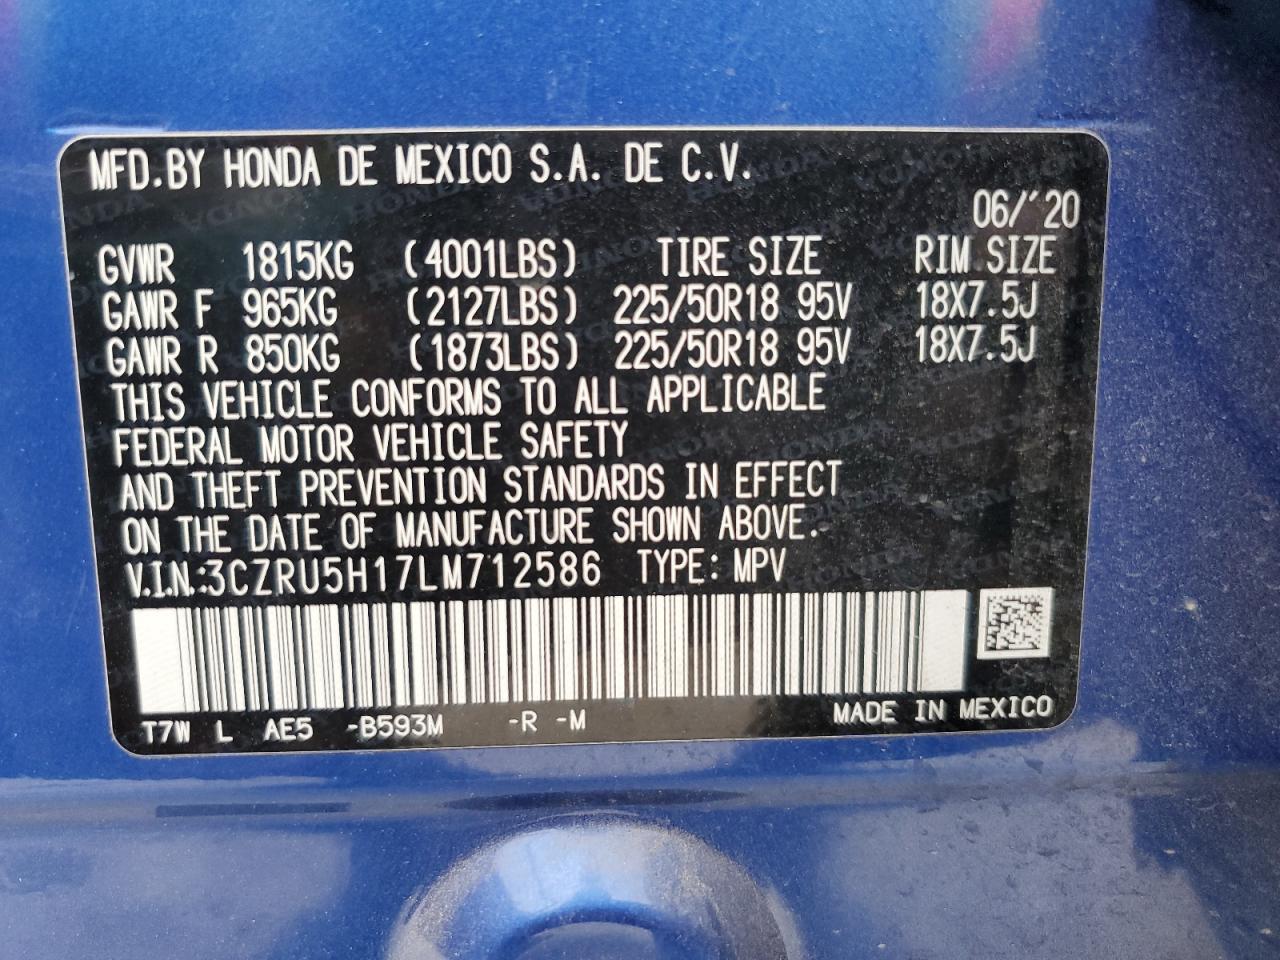 MFD.BY HONDA DE MEXICO S.A. DE C.V.
06/'20
GVWR 1815KG (4001LBS) TIRE SIZE RIM SIZE
GAWR F 965KG (2127LBS) 225/50R18 95V 18X7.5J
GAWR R 850KG (1873LBS) 225/50R18 95V 18X7.5J
THIS VEHICLE CONFORMS TO ALL APPLICABLE
FEDERAL MOTOR VEHICLE SAFETY
AND THEFT PREVENTION STANDARDS IN EFFECT
ON THE DATE OF MANUFACTURE SHOWN ABOVE.
V.I.N.:3CZRU5H17LM712586 TYPE: MPV
T7W L AE5 -B593M -R -M MADE IN MEXICO